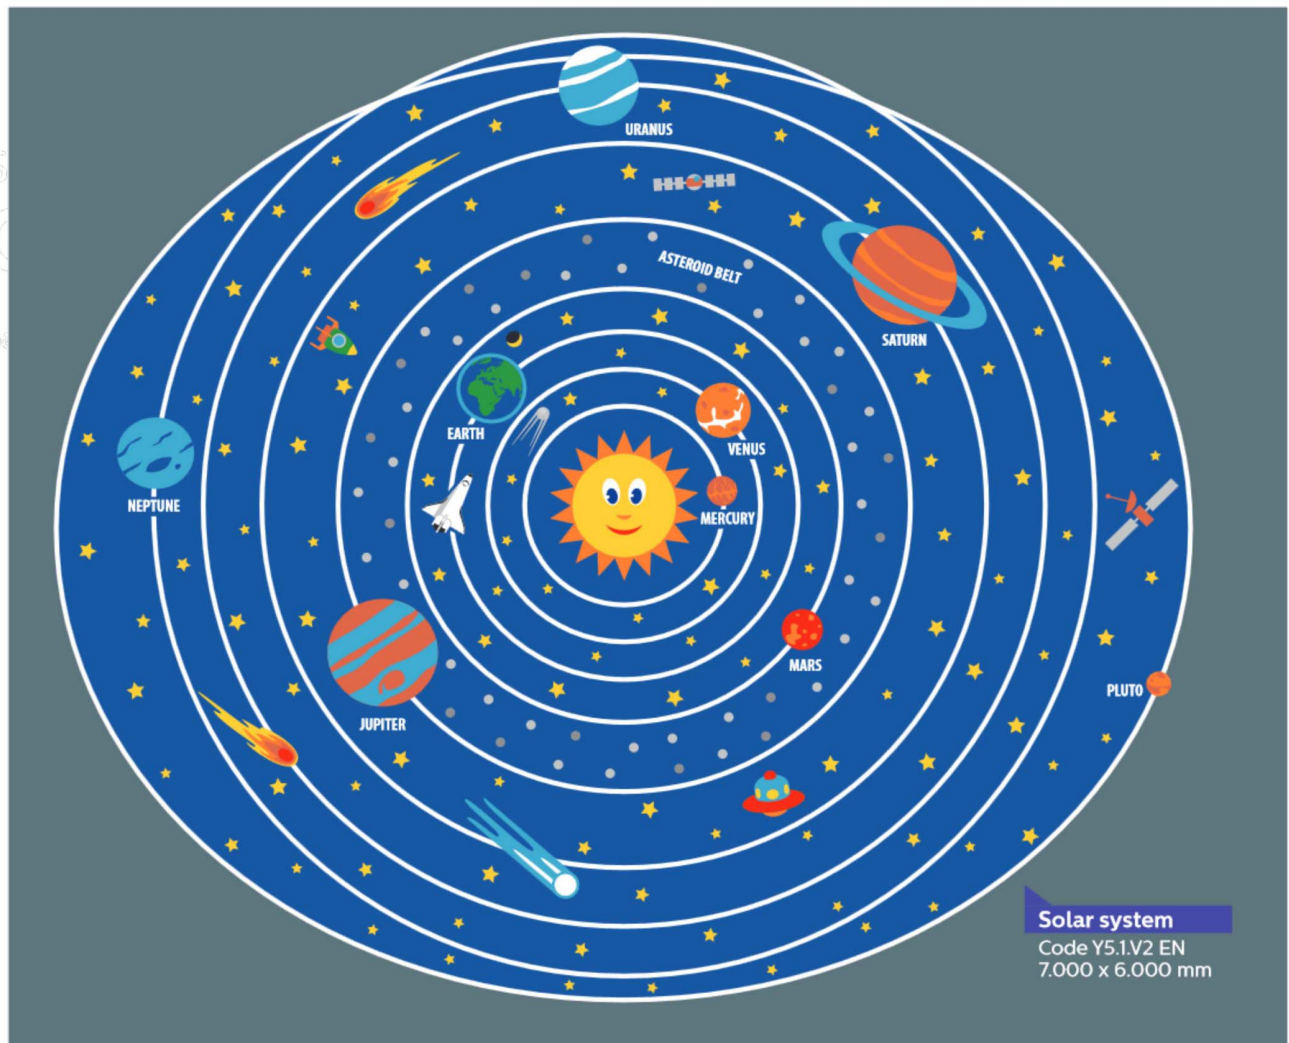 URANUS
ASTEROID BELT
SATURN
EARTH
VENUS
NEPTUNE
MERCURY
MARS
PLUTO
JUPITER
Solar system
Code Y5.1.V2 EN
7.000 x 6.000 mm